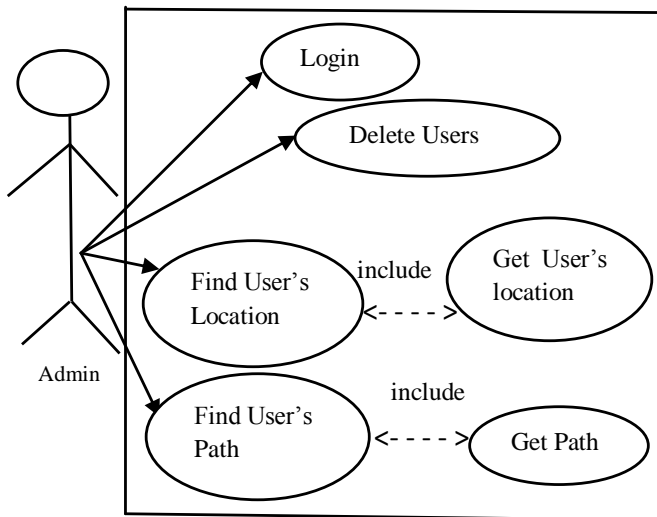 Login
Delete Users
Find User's
Location
include
Get User's
location
Admin
Find User's
Path
include
Get Path